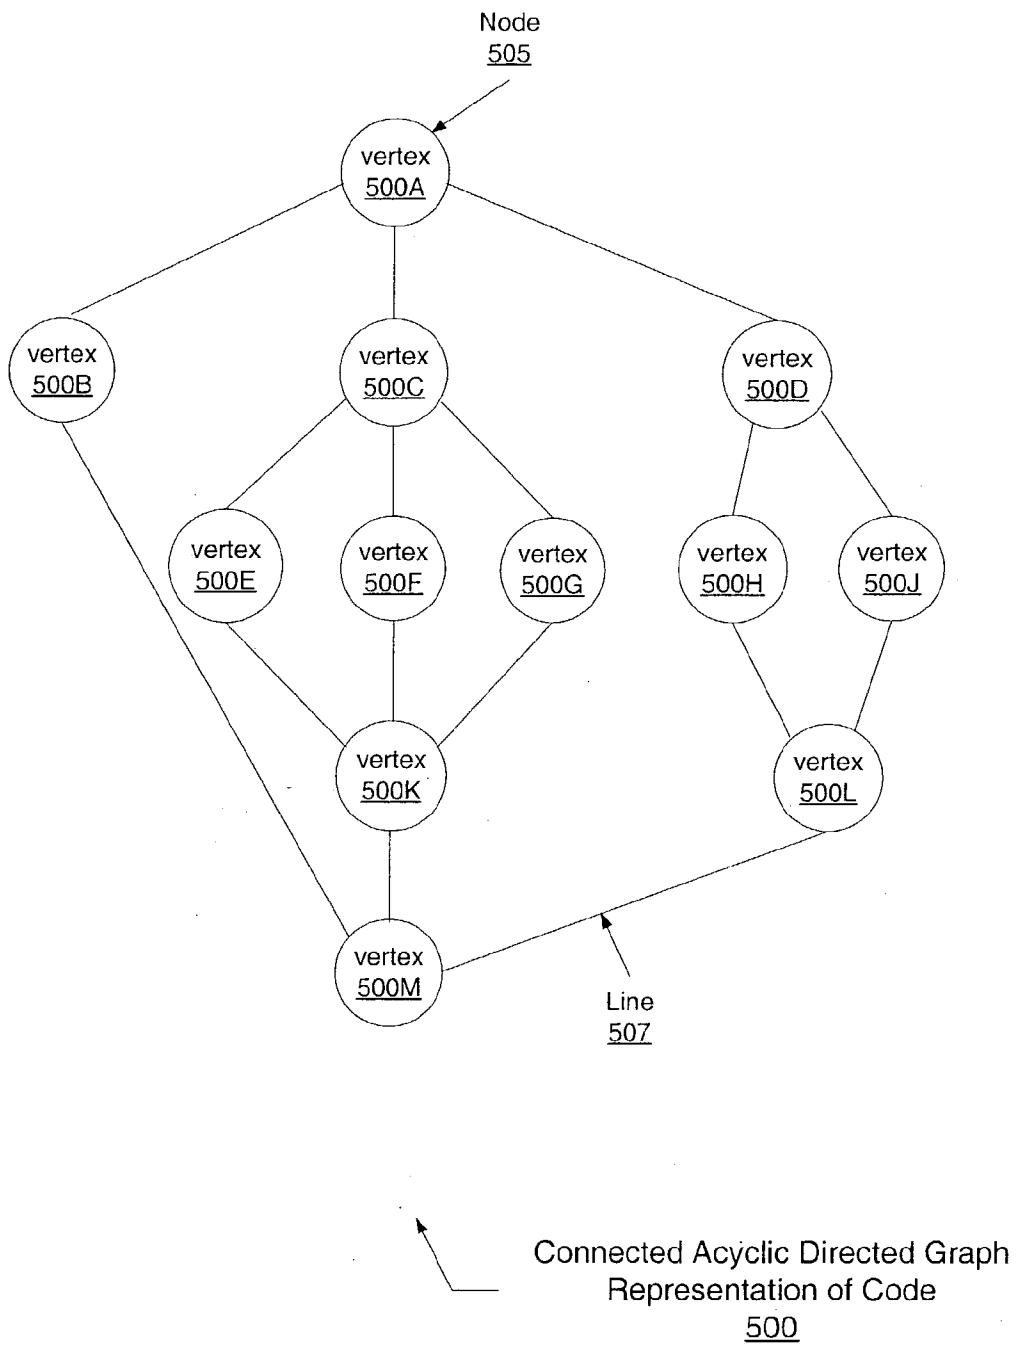 Node
505
vertex
500A
vertex
500B
vertex
500C
vertex
500D
vertex
500E
vertex
500F
vertex
500G
vertex
500H
vertex
500J
vertex
500K
vertex
500L
vertex
500M
Line
507
Connected Acyclic Directed Graph
Representation of Code
500